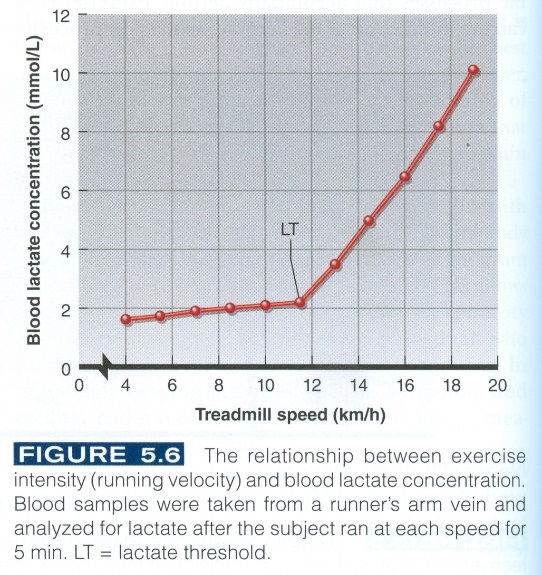 12
10
8
6
4
2
0
Blood lactate concentration (mmol/L)
LT
0 4 6 8 10 12 14 16 18 20
Treadmill speed (km/h)
FIGURE 5.6 The relationship between exercise
intensity (running velocity) and blood lactate concentration.
Blood samples were taken from a runner's arm vein and
analyzed for lactate after the subject ran at each speed for
5 min. LT = lactate threshold.